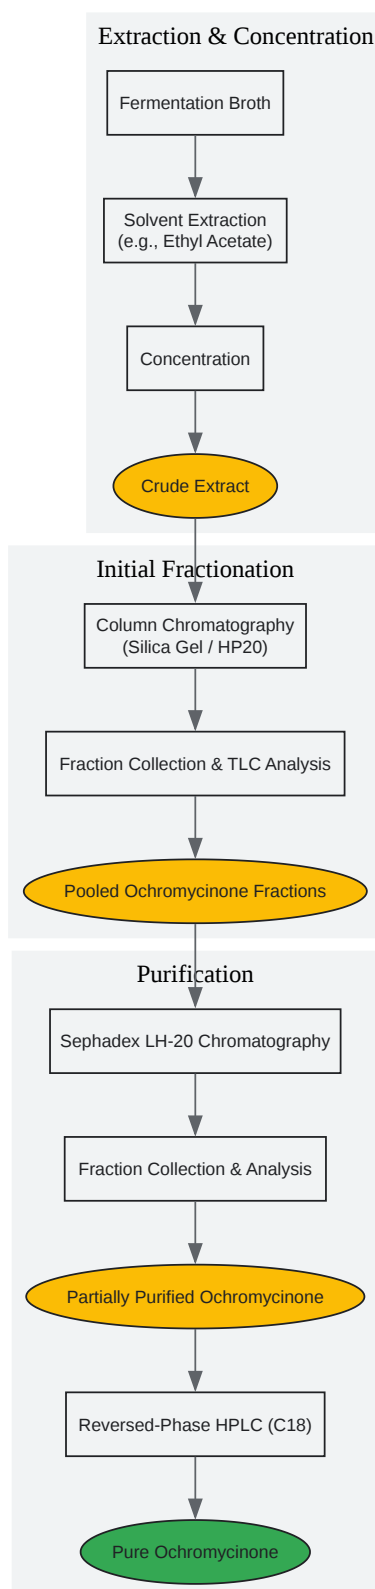 Extraction & Concentration
Fermentation Broth
Solvent Extraction
(e.g., Ethyl Acetate)
Concentration
Crude Extract
Initial Fractionation
Column Chromatography
(Silica Gel / HP20)
Fraction Collection & TLC Analysis
Pooled Ochromycinone Fractions
Purification
Sephadex LH-20 Chromatography
Fraction Collection & Analysis
Partially Purified Ochromycinone
Reversed-Phase HPLC (C18)
Pure Ochromycinone